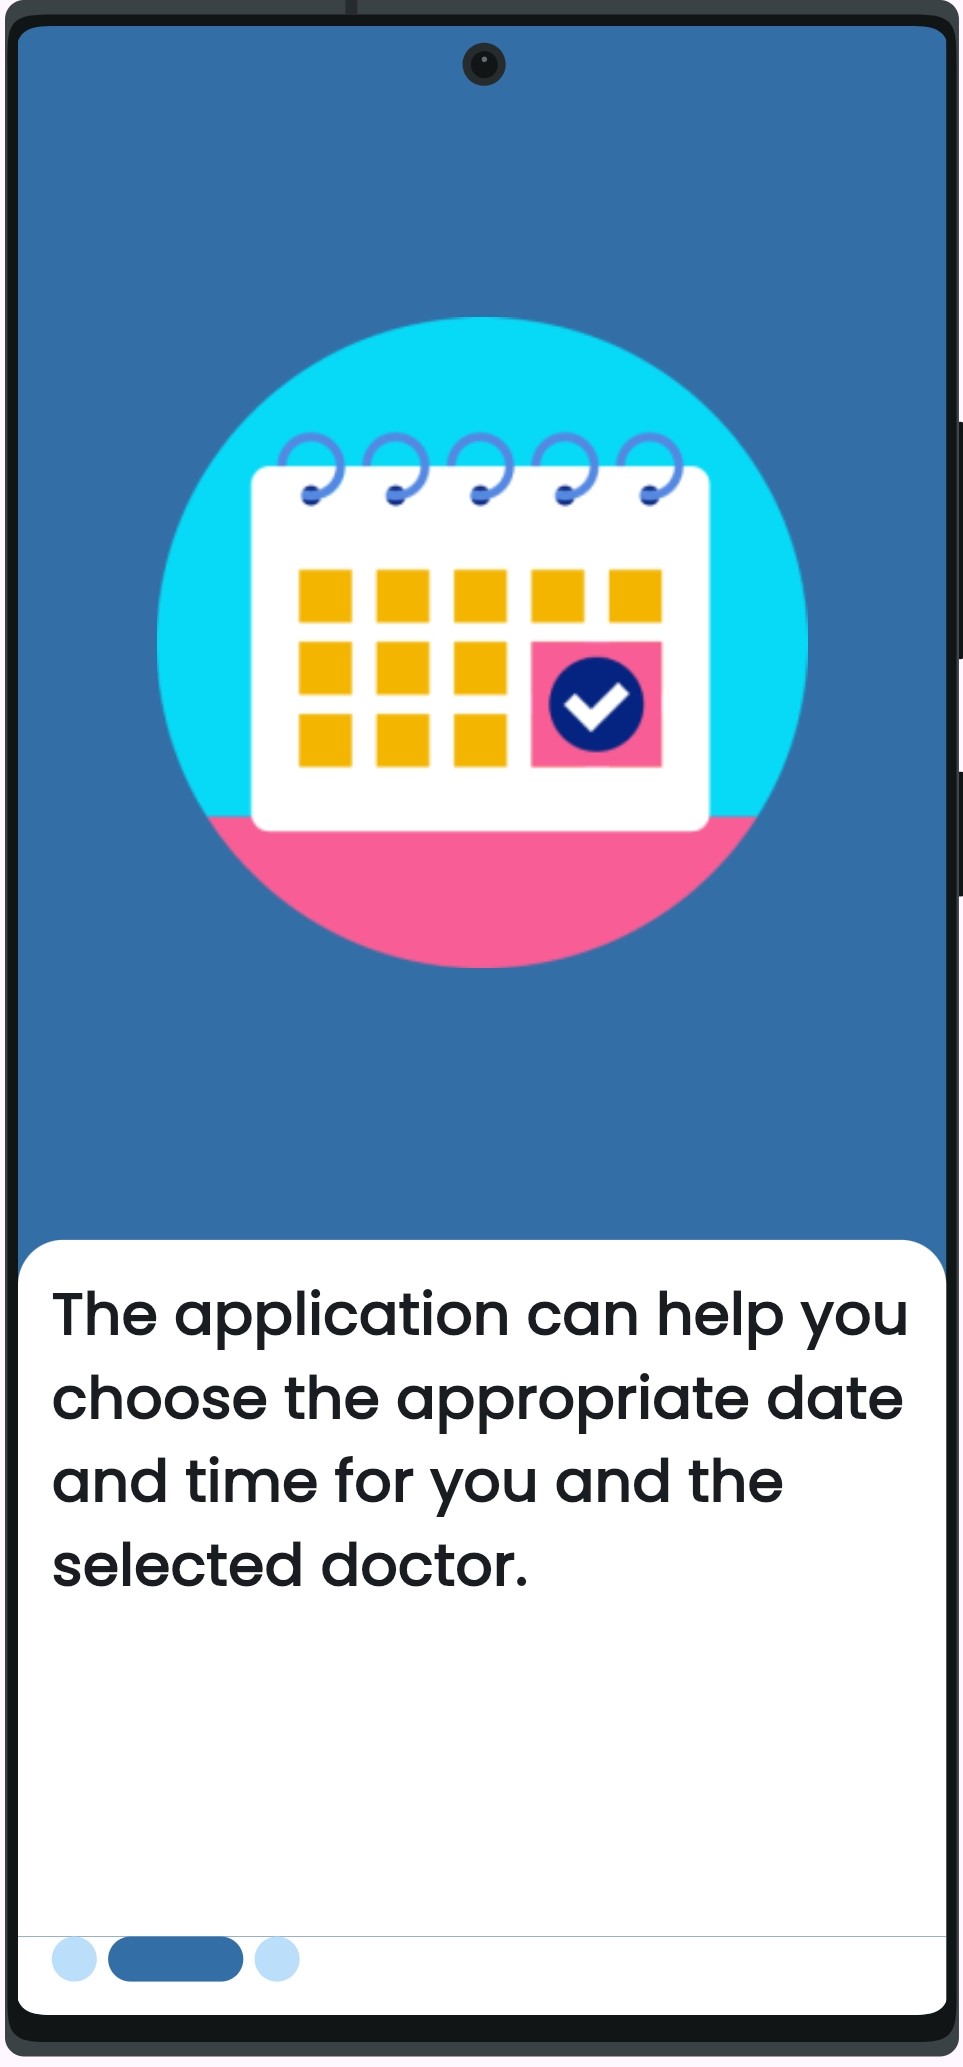 The application can help you
choose the appropriate date
and time for you and the
selected doctor.